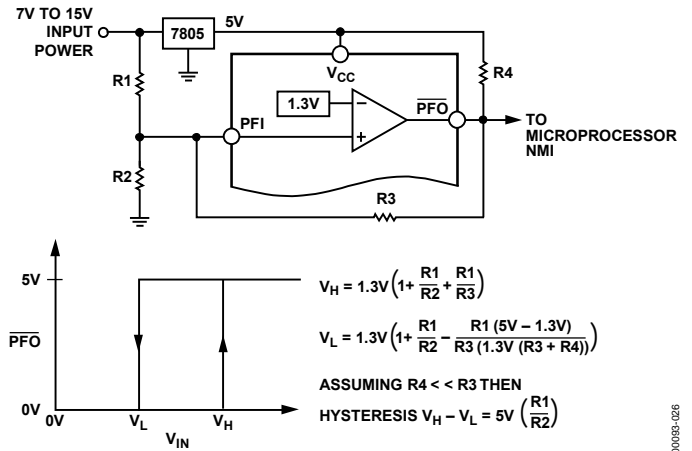 7V TO 15V
INPUT
POWER
7805
5V
R1
VCC
R4
1.3V
PFO
PFI
TO
MICROPROCESSOR
NMI
R2
R3
5V
PFO
0V
0V
VL
VH
VIN
VH = 1.3V(1+ R1/R2 + R1/R3)
VL = 1.3V(1+ R1/R2 – R1 (5V – 1.3V)/R3 (1.3V (R3 + R4)))
ASSUMING R4 < < R3 THEN
HYSTERESIS VH – VL = 5V (R1/R2)
00093-026